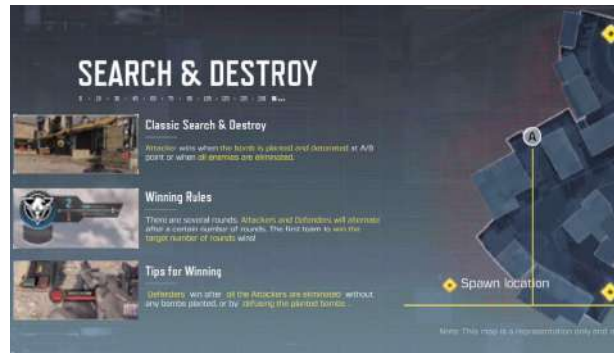 SEARCH & DESTROY
Classic Search & Destroy
Attacker wins when the bomb is planted and detonated at A/B
point or when all enemies are eliminated.
Winning Rules
There are several rounds. Attackers and Defenders will alternate
after a certain number of rounds. The first team to win the
target number of rounds wins!
Tips for Winning
Defenders win after all the Attackers are eliminated without
any bombs planted, or by defusing the planted bombs
A
Spawn location
Note: This map is a representation only and